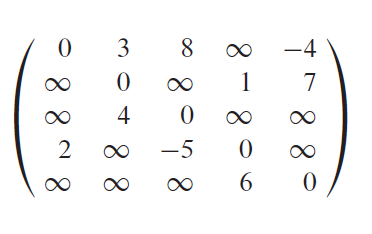 0 3 8 ∞ −4
∞ 0 ∞ 1 7
∞ 4 0 ∞ ∞
2 ∞ −5 0 ∞
∞ ∞ ∞ 6 0